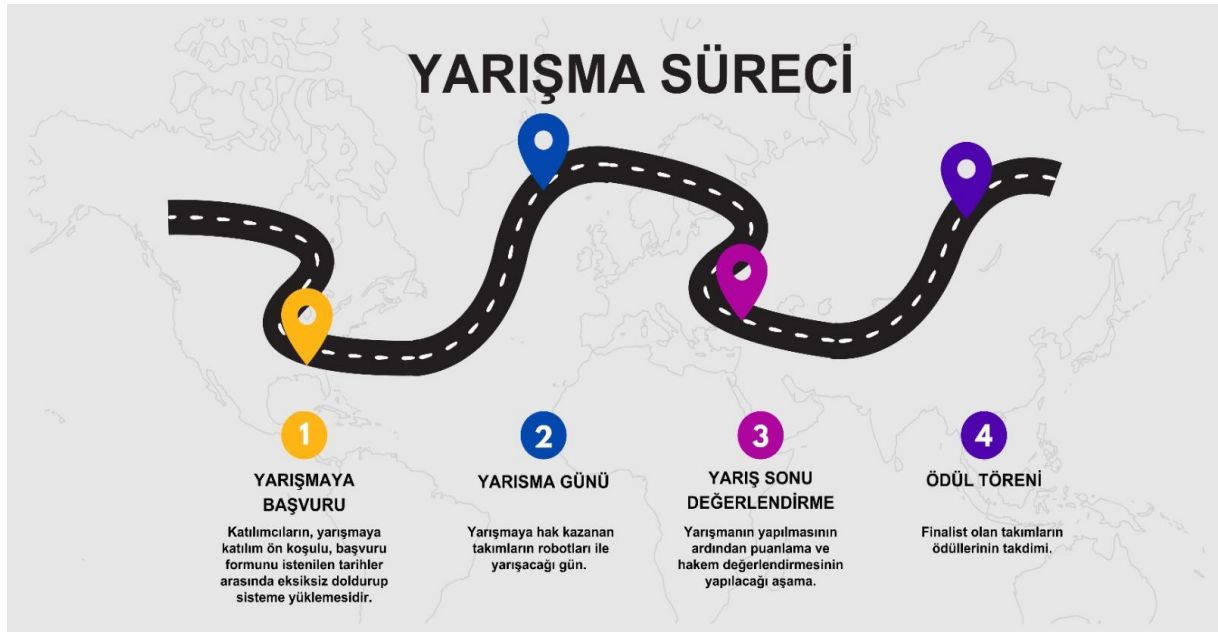 YARIŞMA SÜRECİ
1
YARIŞMAYA
BAŞVURU
Katılımcıların, yarışmaya
katılım ön koşulu, başvuru
formunu istenilen tarihler
arasında eksiksiz doldurup
sisteme yüklemesidir.
2
YARISMA GÜNÜ
Yarışmaya hak kazanan
takımların robotları ile
yarışacağı gün.
3
YARIŞ SONU
DEĞERLENDİRME
Yarışmanın yapılmasının
ardından puanlama ve
hakem değerlendirmesinin
yapılacağı aşama.
4
ÖDÜL TÖRENİ
Finalist olan takımların
ödüllerinin takdimi.